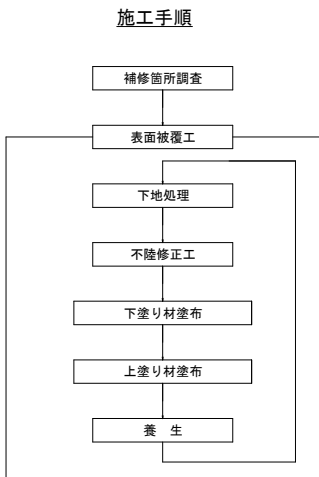 施工手順
補修箇所調査
表面被覆工
下地処理
不陸修正工
下塗り材塗布
上塗り材塗布
養　生